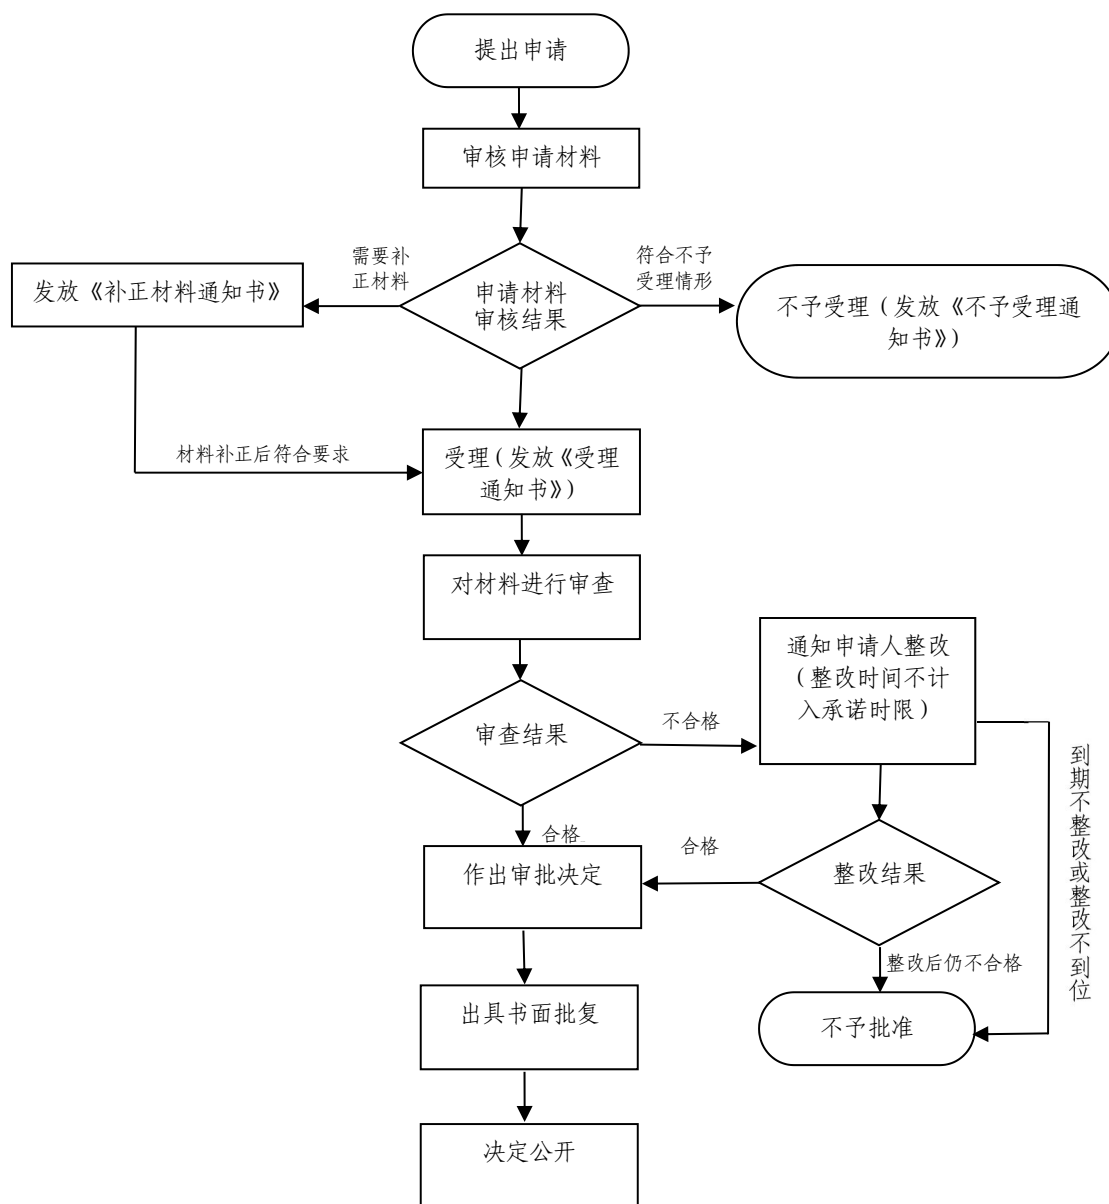 提出申请
审核申请材料
需要补
正材料
符合不予
受理情形
发放《补正材料通知书》
申请材料
审核结果
不予受理（发放《不予受理通
知书》）
材料补正后符合要求
受理（发放《受理
通知书》）
对材料进行审查
通知申请人整改
（整改时间不计
入承诺时限）
审查结果
不合格
到期不整改或整改不到位
合格
合格
作出审批决定
整改结果
整改后仍不合格
出具书面批复
不予批准
决定公开